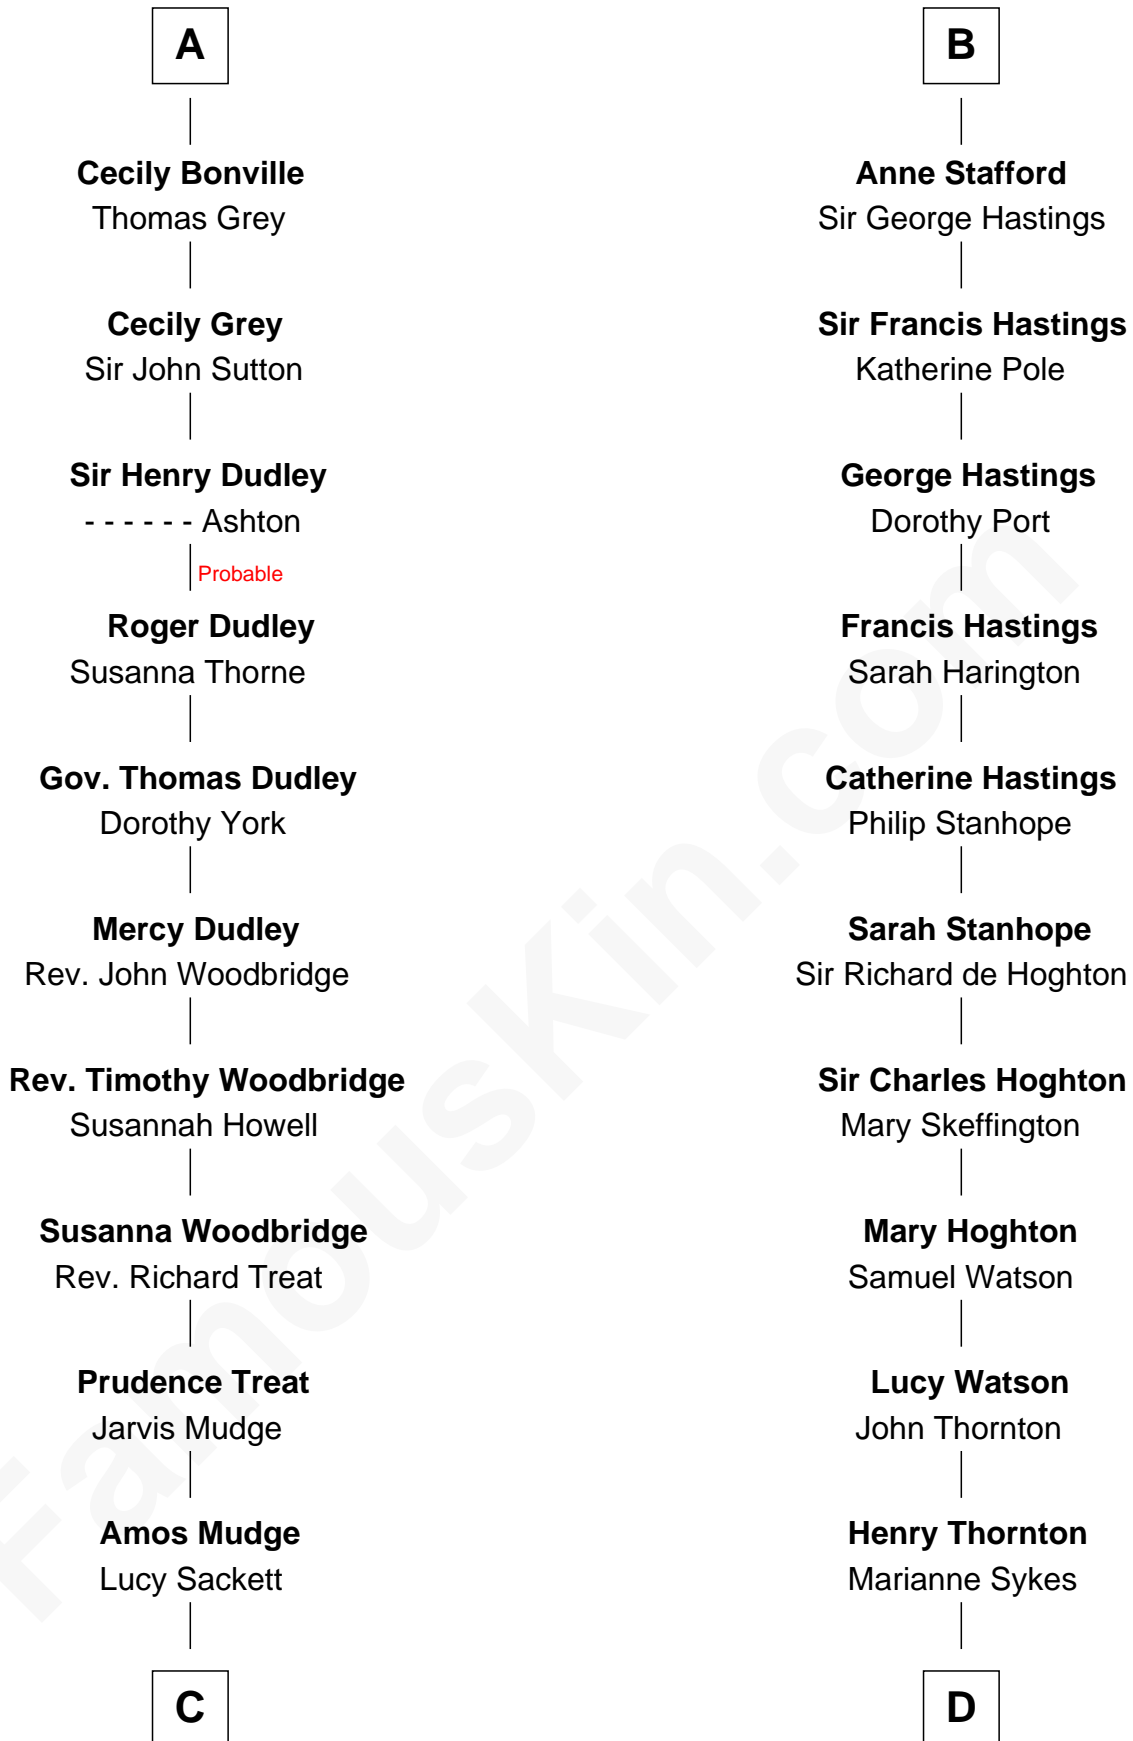 A
Cecily Bonville
Thomas Grey
Cecily Grey
Sir John Sutton
Sir Henry Dudley
- - - - - - Ashton
Probable
Roger Dudley
Susanna Thorne
Gov. Thomas Dudley
Dorothy York
Mercy Dudley
Rev. John Woodbridge
Rev. Timothy Woodbridge
Susannah Howell
Susanna Woodbridge
Rev. Richard Treat
Prudence Treat
Jarvis Mudge
Amos Mudge
Lucy Sackett
C
B
Anne Stafford
Sir George Hastings
Sir Francis Hastings
Katherine Pole
George Hastings
Dorothy Port
Francis Hastings
Sarah Harington
Catherine Hastings
Philip Stanhope
Sarah Stanhope
Sir Richard de Hoghton
Sir Charles Hoghton
Mary Skeffington
Mary Hoghton
Samuel Watson
Lucy Watson
John Thornton
Henry Thornton
Marianne Sykes
D
FamousKin.com